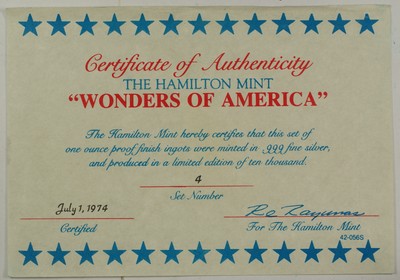 Certificate of Authenticity
THE HAMILTON MINT
“WONDERS OF AMERICA”
The Hamilton Mint hereby certifies that this set of
one ounce proof finish ingots were minted in .999 fine silver,
and produced in a limited edition of ten thousand.
4
Set Number
July 1, 1974
Certified
For The Hamilton Mint
42-056S